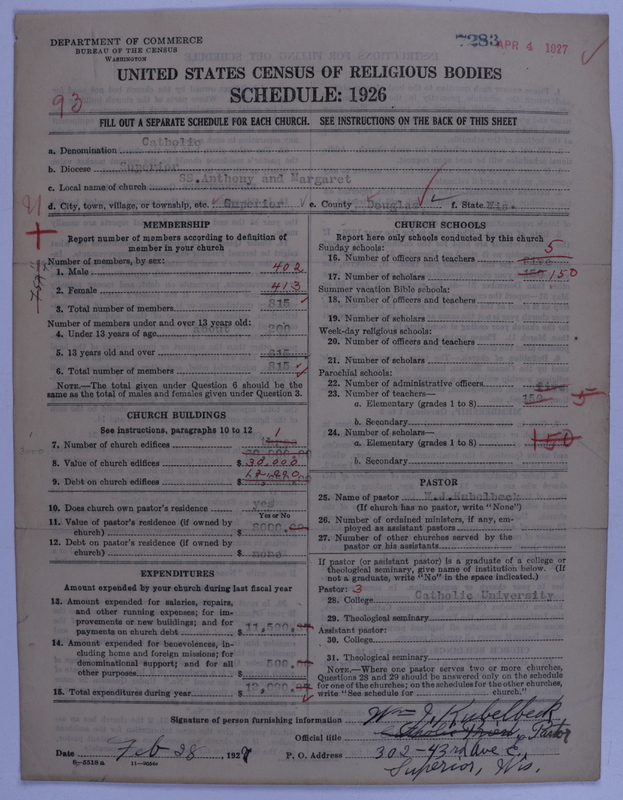 DEPARTMENT OF COMMERCE
BUREAU OF THE CENSUS
WASHINGTON
7283
APR 4 1927
UNITED STATES CENSUS OF RELIGIOUS BODIES
SCHEDULE: 1926
93
FILL OUT A SEPARATE SCHEDULE FOR EACH CHURCH. SEE INSTRUCTIONS ON THE BACK OF THIS SHEET
a. Denomination Catholic
b. Diocese Superior
c. Local name of church SS.Anthony and Margaret
d. City, town, village, or township, etc. Superior e. County Douglas f. State Wis.
MEMBERSHIP
Report number of members according to definition of
member in your church
Number of members, by sex:
1. Male 402
2. Female 413
3. Total number of members 815
Number of members under and over 13 years old:
4. Under 13 years of age
5. 13 years old and over
6. Total number of members 815
NOTE.—The total given under Question 6 should be the
same as the total of males and females given under Question 3.
CHURCH BUILDINGS
See instructions, paragraphs 10 to 12
7. Number of church edifices 1
8. Value of church edifices $ 30,000
9. Debt on church edifices $
10. Does church own pastor's residence yes
Yes or No
11. Value of pastor's residence (if owned by
church) $ 8000.00
12. Debt on pastor's residence (if owned by
church) $ none
EXPENDITURES
Amount expended by your church during last fiscal year
13. Amount expended for salaries, repairs,
and other running expenses; for im-
provements or new buildings; and for
payments on church debt $ 11,500.
14. Amount expended for benevolences, in-
cluding home and foreign missions; for
denominational support; and for all
other purposes $ 500.
15. Total expenditures during year $ 12,000.
CHURCH SCHOOLS
Report here only schools conducted by this church
Sunday schools:
16. Number of officers and teachers 5
17. Number of scholars 150 150
Summer vacation Bible schools:
18. Number of officers and teachers
19. Number of scholars
Week-day religious schools:
20. Number of officers and teachers
21. Number of scholars
Parochial schools:
22. Number of administrative officers five
23. Number of teachers—
a. Elementary (grades 1 to 8) 150 5
b. Secondary
24. Number of scholars—
a. Elementary (grades 1 to 8) 150
b. Secondary
PASTOR
25. Name of pastor W.J.Kubelbeck
(If church has no pastor, write "None")
26. Number of ordained ministers, if any, em-
ployed as assistant pastors
27. Number of other churches served by the
pastor or his assistants
If pastor (or assistant pastor) is a graduate of a college or
theological seminary, give name of institution below. (If
not a graduate, write "No" in the space indicated.)
Pastor: 3
28. College Catholic University
29. Theological seminary
Assistant pastor:
30. College
31. Theological seminary
NOTE.—Where one pastor serves two or more churches,
Questions 28 and 29 should be answered only on the schedule
for one of the churches; on the schedules for the other churches,
write "See schedule for church."
Signature of person furnishing information Wm J. Kubelbeck
Official title Pastor
Date Feb 28, 1927 P. O. Address 302-43rd Ave E.
Superior, Wis.
8-5518a